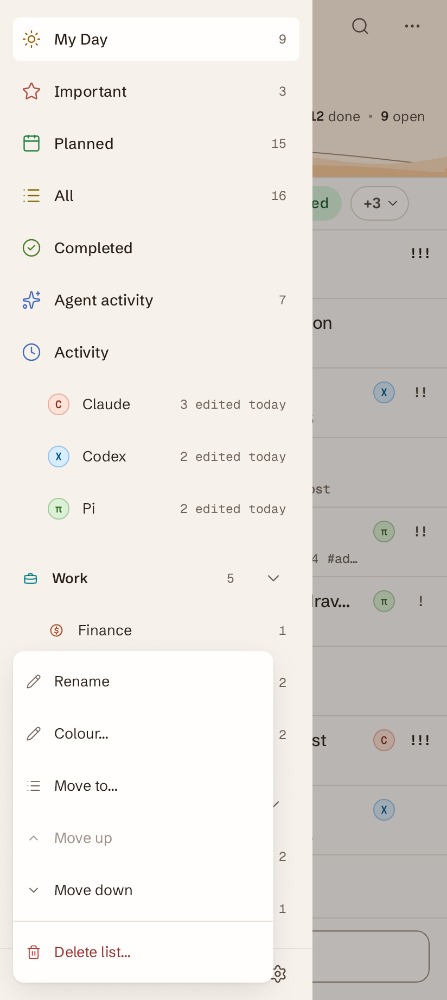 My Day 9
Important 3
Planned 15
All 16
Completed
Agent activity 7
Activity
C Claude 3 edited today
X Codex 2 edited today
π Pi 2 edited today
Work 5
Finance 1
Rename
2
Colour...
2
Move to...
Move up
2
Move down
1
Delete list...
12 done • 9 open
ed +3
!!!
on
X !!
ost
π !!
4 #ad...
rav... π !
st C !!!
X